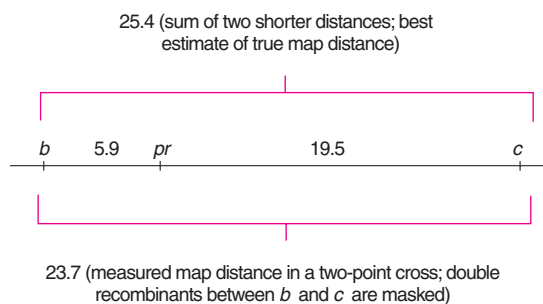 25.4 (sum of two shorter distances; best
estimate of true map distance)
b 5.9 pr 19.5 c
23.7 (measured map distance in a two-point cross; double
recombinants between b and c are masked)